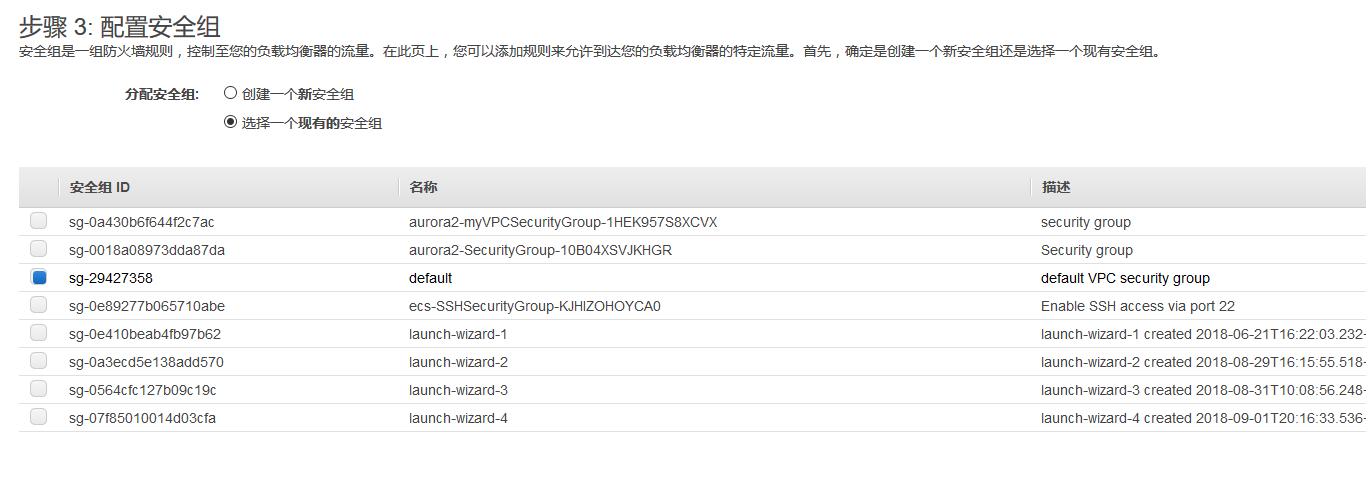 步骤 3: 配置安全组
安全组是一组防火墙规则，控制至您的负载均衡器的流量。在此页上，您可以添加规则来允许到达您的负载均衡器的特定流量。首先，确定是创建一个新安全组还是选择一个现有安全组。
分配安全组: 创建一个新安全组
选择一个现有的安全组
安全组 ID 名称 描述
sg-0a430b6f644f2c7ac aurora2-myVPCSecurityGroup-1HEK957S8XCVX security group
sg-0018a08973dda87da aurora2-SecurityGroup-10B04XSVJKHGR Security group
sg-29427358 default default VPC security group
sg-0e89277b065710abe ecs-SSHSecurityGroup-KJHIZOHOYCA0 Enable SSH access via port 22
sg-0e410beab4fb97b62 launch-wizard-1 launch-wizard-1 created 2018-06-21T16:22:03.232-
sg-0a3ecd5e138add570 launch-wizard-2 launch-wizard-2 created 2018-08-29T16:15:55.518-
sg-0564cfc127b09c19c launch-wizard-3 launch-wizard-3 created 2018-08-31T10:08:56.248-
sg-07f85010014d03cfa launch-wizard-4 launch-wizard-4 created 2018-09-01T20:16:33.536-